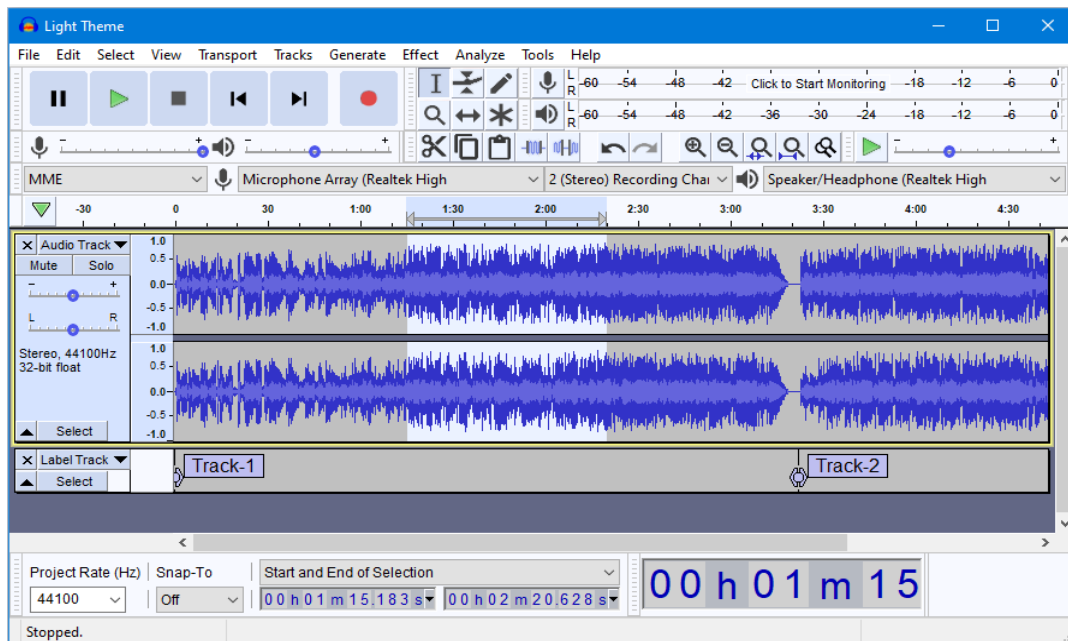 Light Theme
File Edit Select View Transport Tracks Generate Effect Analyze Tools Help
L R -60 -54 -48 -42 Click to Start Monitoring -18 -12 -6 0
L R -60 -54 -48 -42 -36 -30 -24 -18 -12 -6 0
- + - + - +
MME Microphone Array (Realtek High 2 (Stereo) Recording Chai Speaker/Headphone (Realtek High
-30 0 30 1:00 1:30 2:00 2:30 3:00 3:30 4:00 4:30
Audio Track 1.0
Mute Solo 0.5
- + 0.0
L R -0.5
-1.0
Stereo, 44100Hz 1.0
32-bit float 0.5
0.0
-0.5
Select -1.0
Label Track Track-1 Track-2
Select
Project Rate (Hz) Snap-To Start and End of Selection
44100 Off 00h01m15.183s 00h02m20.628s
00h01m15
Stopped.